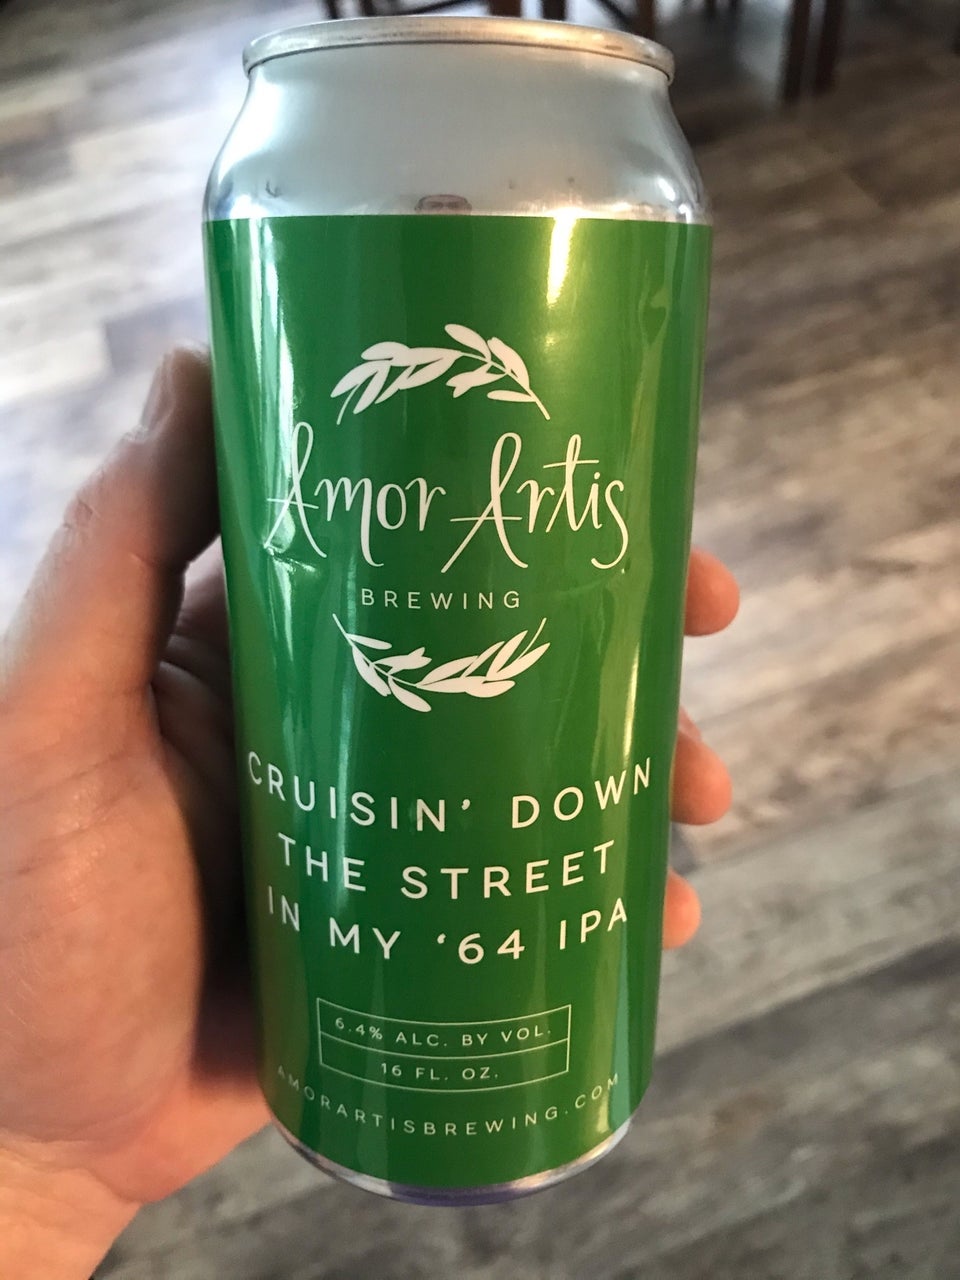 Amor Artis
BREWING
CRUISIN' DOWN
THE STREET
IN MY '64 IPA
6.4% ALC. BY VOL.
16 FL. OZ.
AMORARTISBREWING.COM